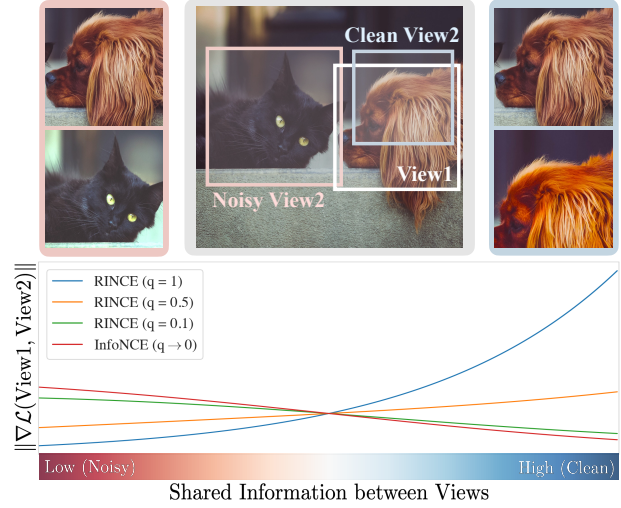 Clean View2
View1
Noisy View2
‖∇ℒ(View1, View2)‖
RINCE (q = 1)
RINCE (q = 0.5)
RINCE (q = 0.1)
InfoNCE (q → 0)
Low (Noisy)
High (Clean)
Shared Information between Views